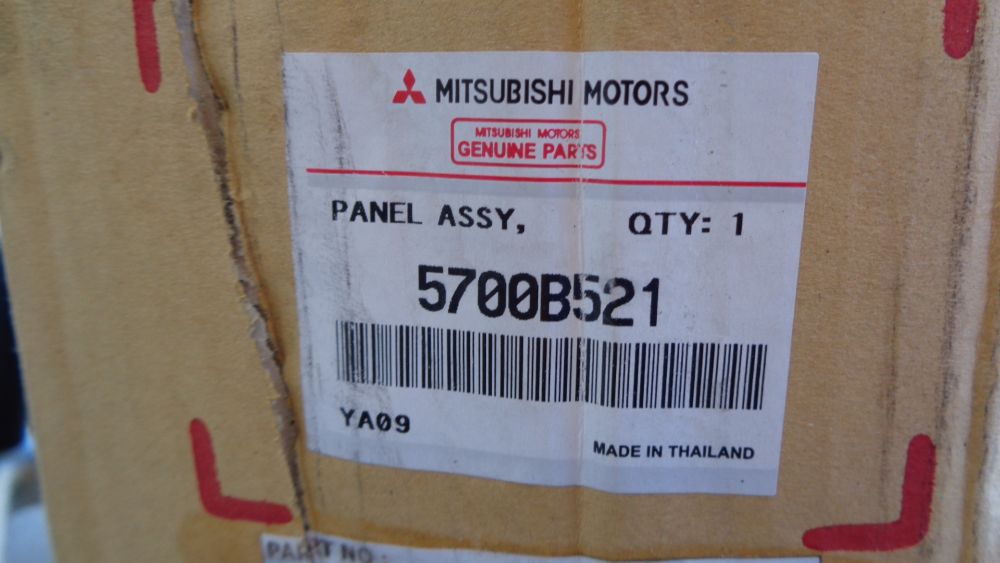 MITSUBISHI MOTORS
MITSUBISHI MOTORS
GENUINE PARTS
PANEL ASSY, QTY: 1
5700B521
YA09
MADE IN THAILAND
PART NO.